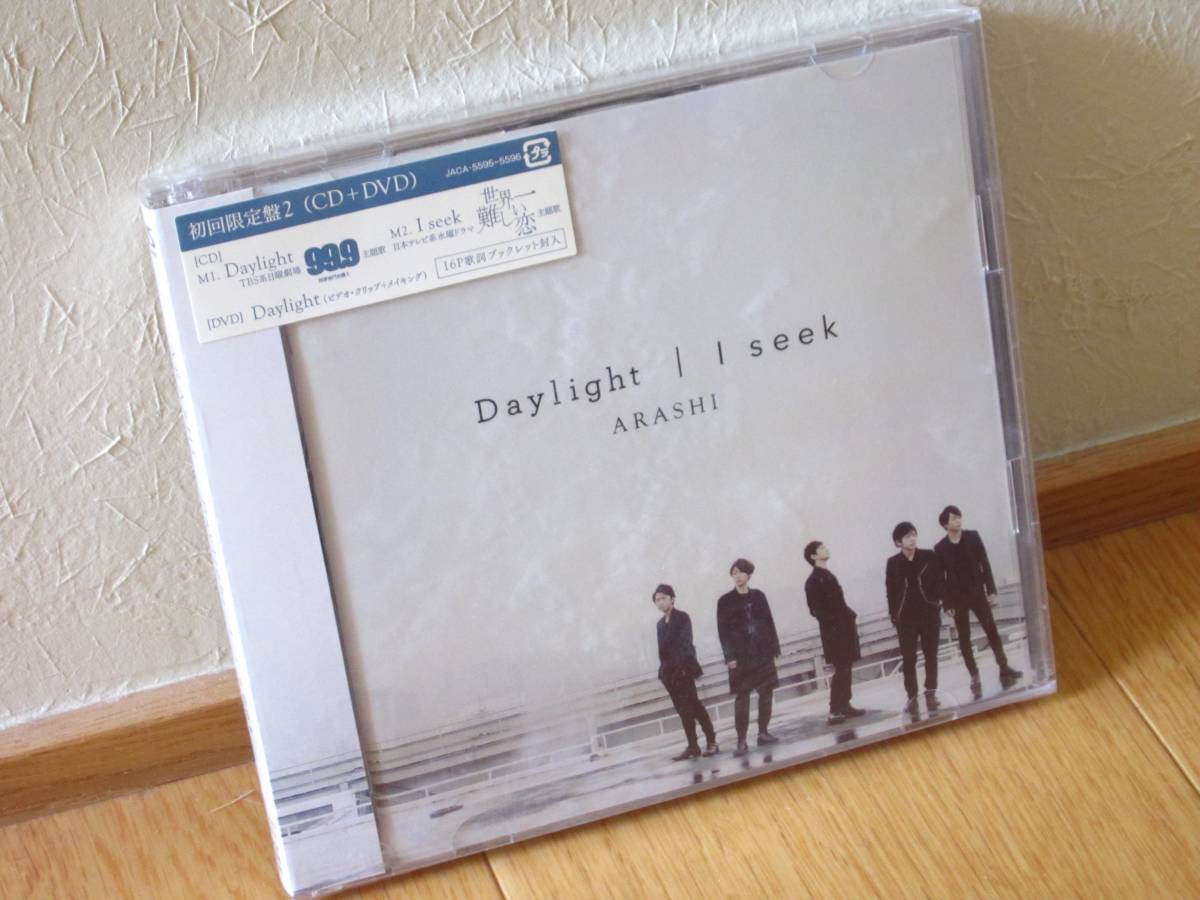 初回限定盤2（CD+DVD）
JACA-5595~5596
プラ
[CD]
M1. Daylight
TBS系日曜劇場
99.9
主題歌
M2. I seek
日本テレビ系水曜ドラマ
世界一
難しい恋
主題歌
[DVD] Daylight（ビデオ・クリップ+メイキング）
16P歌詞ブックレット封入
Daylight | I seek
ARASHI